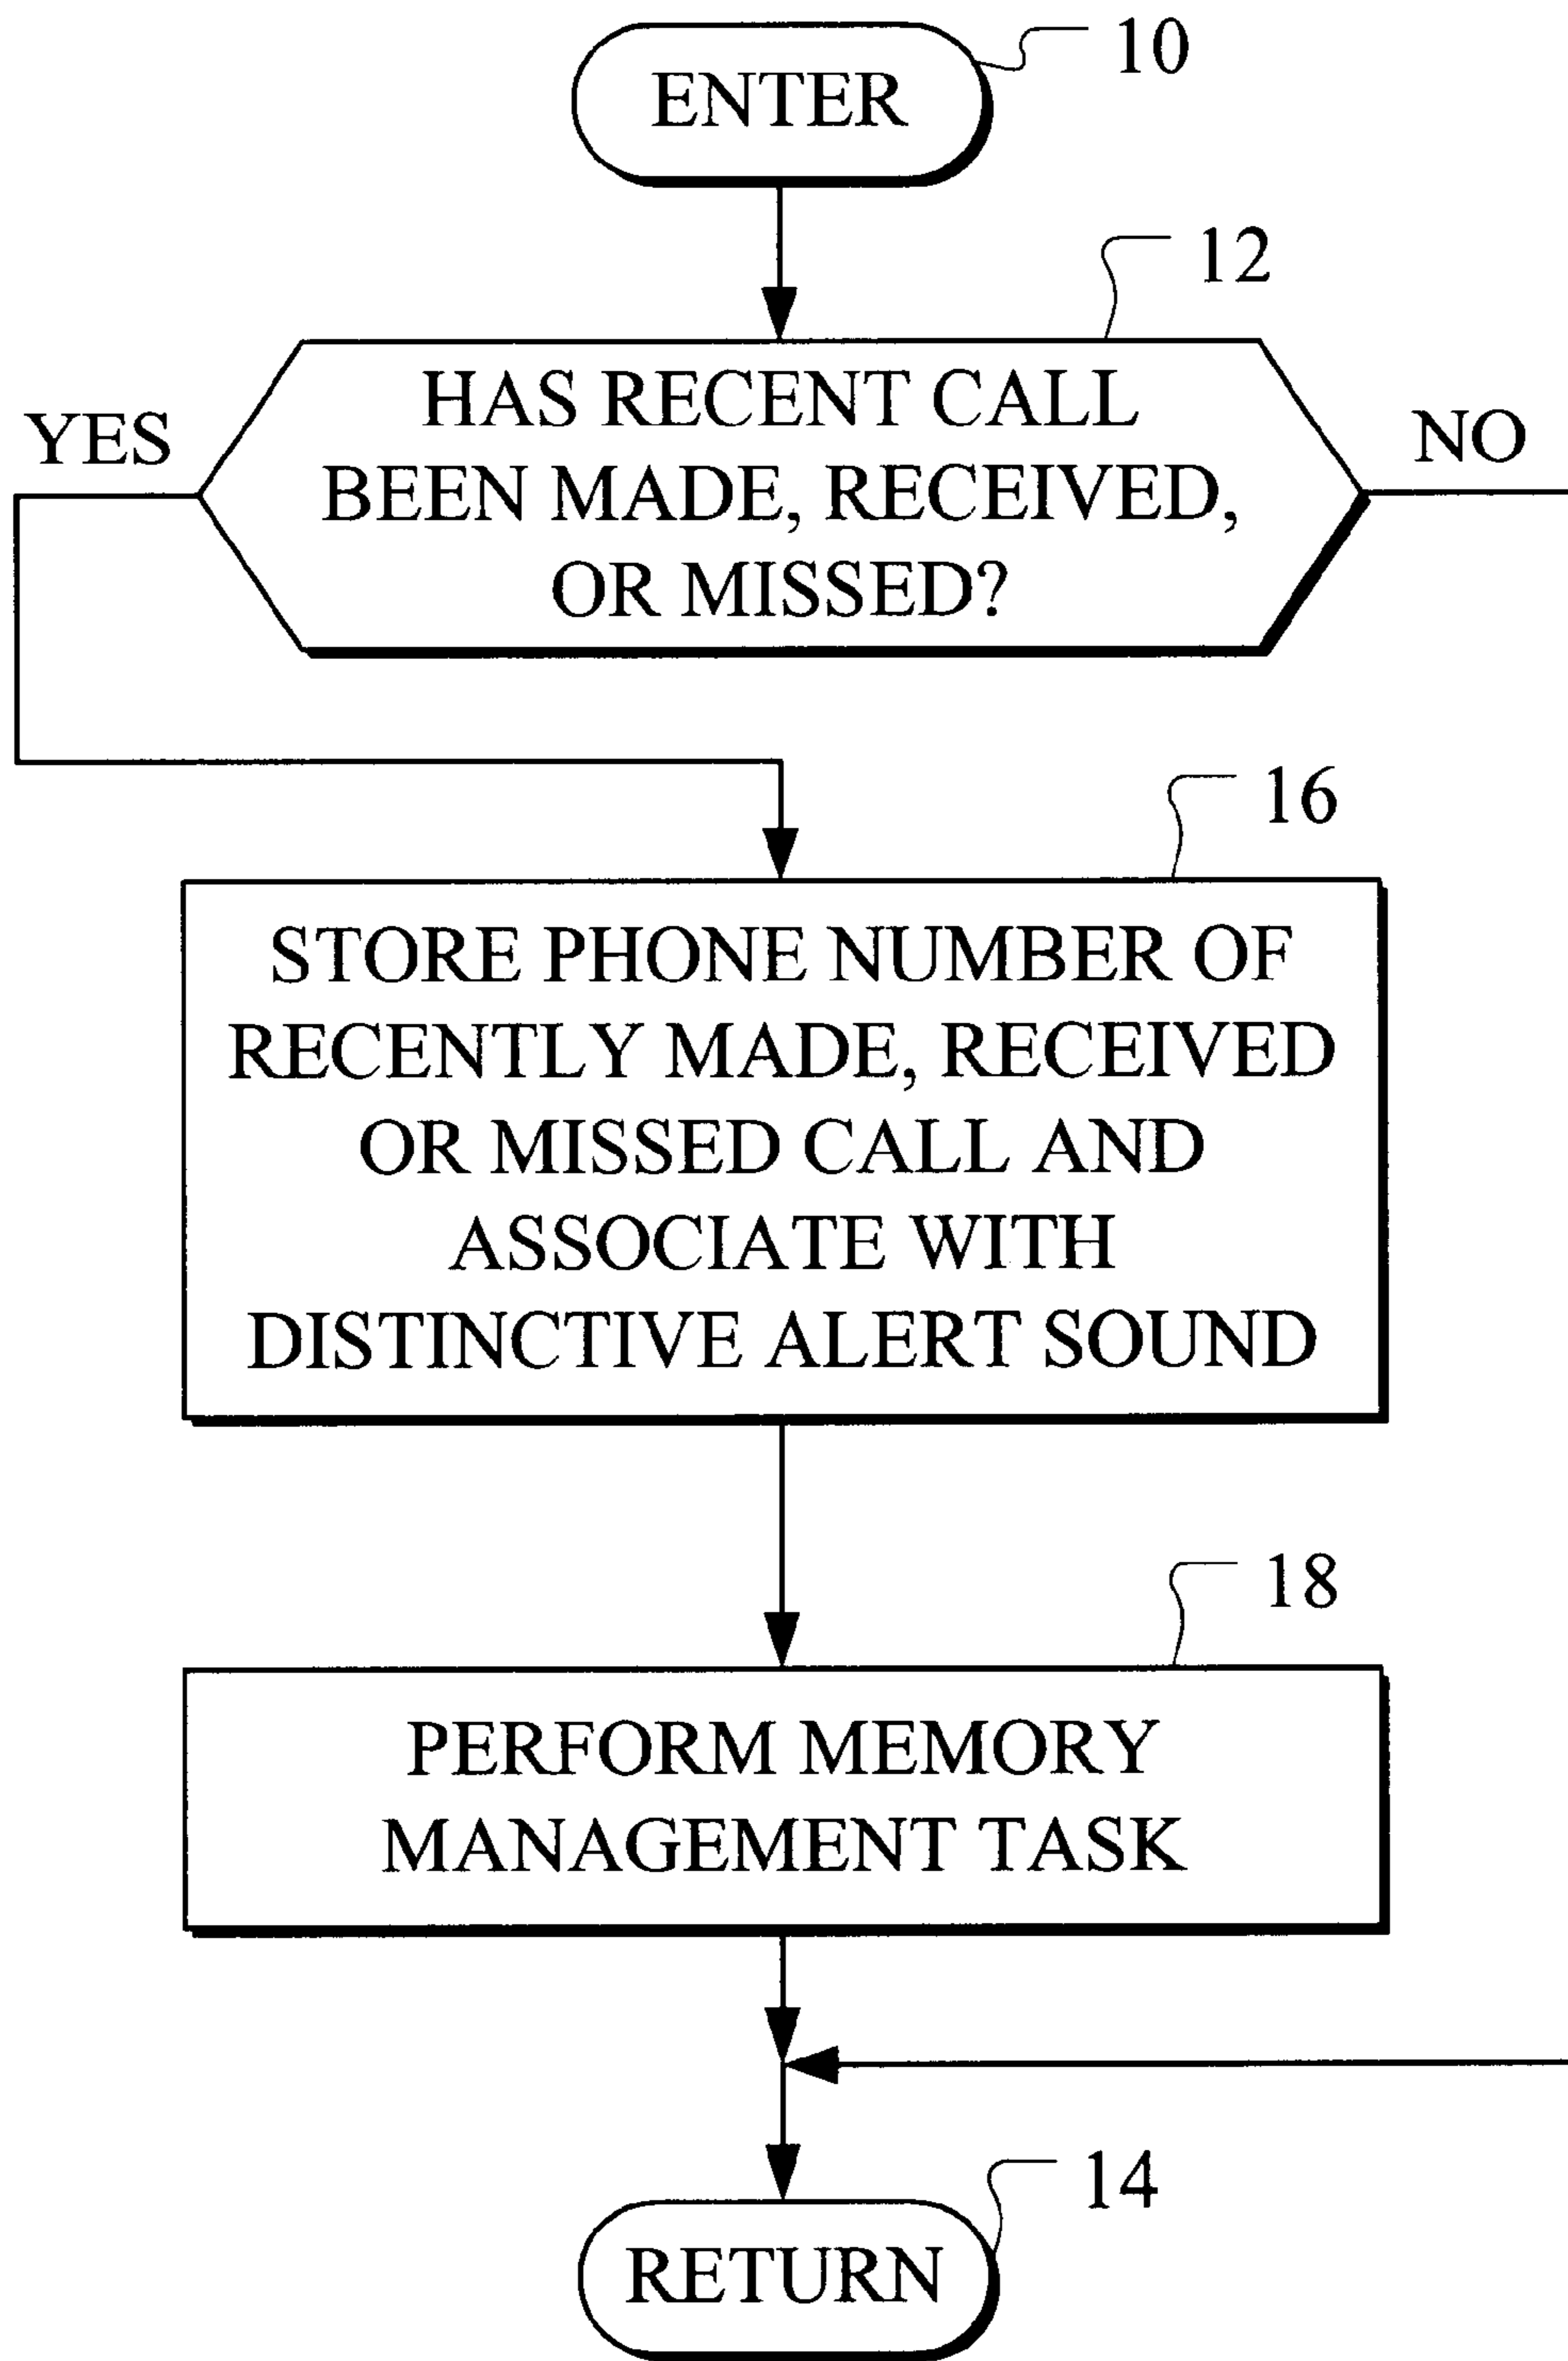 10
ENTER
12
HAS RECENT CALL
BEEN MADE, RECEIVED,
OR MISSED?
YES
NO
16
STORE PHONE NUMBER OF
RECENTLY MADE, RECEIVED
OR MISSED CALL AND
ASSOCIATE WITH
DISTINCTIVE ALERT SOUND
18
PERFORM MEMORY
MANAGEMENT TASK
14
RETURN